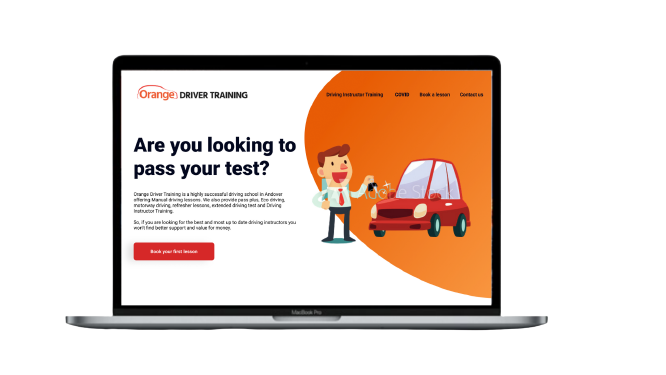 Orange DRIVER TRAINING
Driving Instructor Training COVID Book a lesson Contact us
Are you looking to
pass your test?
Orange Driver Training is a highly successful driving school in Andover
offering Manual driving lessons. We also provide pass plus, Eco driving,
motorway driving, refresher lessons, extended driving test and Driving
Instructor Training.
So, if you are looking for the best and most up to date driving instructors you
won't find better support and value for money.
Book your first lesson
Adobe Stock
MacBook Pro